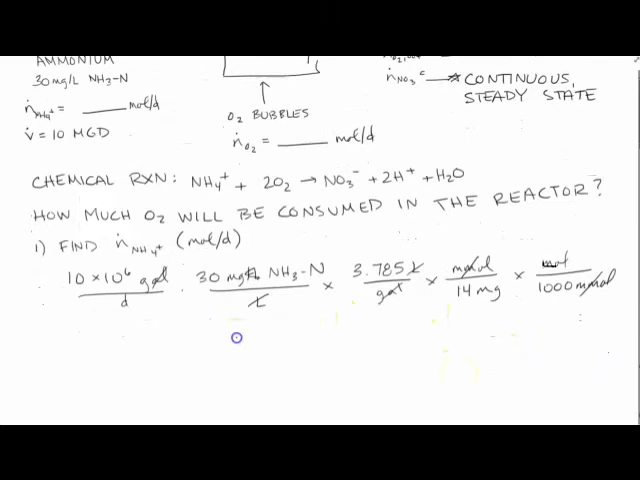 AMMONIUM
30 mg/L NH3-N
ṅNH4+ = ____ mol/d
v̇ = 10 MGD
O2 BUBBLES
ṅO2 = ____ mol/d
ṅNO3- → * CONTINUOUS, STEADY STATE
CHEMICAL RXN: NH4+ + 2O2 → NO3- + 2H+ + H2O
HOW MUCH O2 WILL BE CONSUMED IN THE REACTOR?
1) FIND ṅNH4+ (mol/d)
10 × 10^6 gal/d · 30 mg NH3-N/L × 3.785 L/gal × mmol/14 mg × mol/1000 mmol